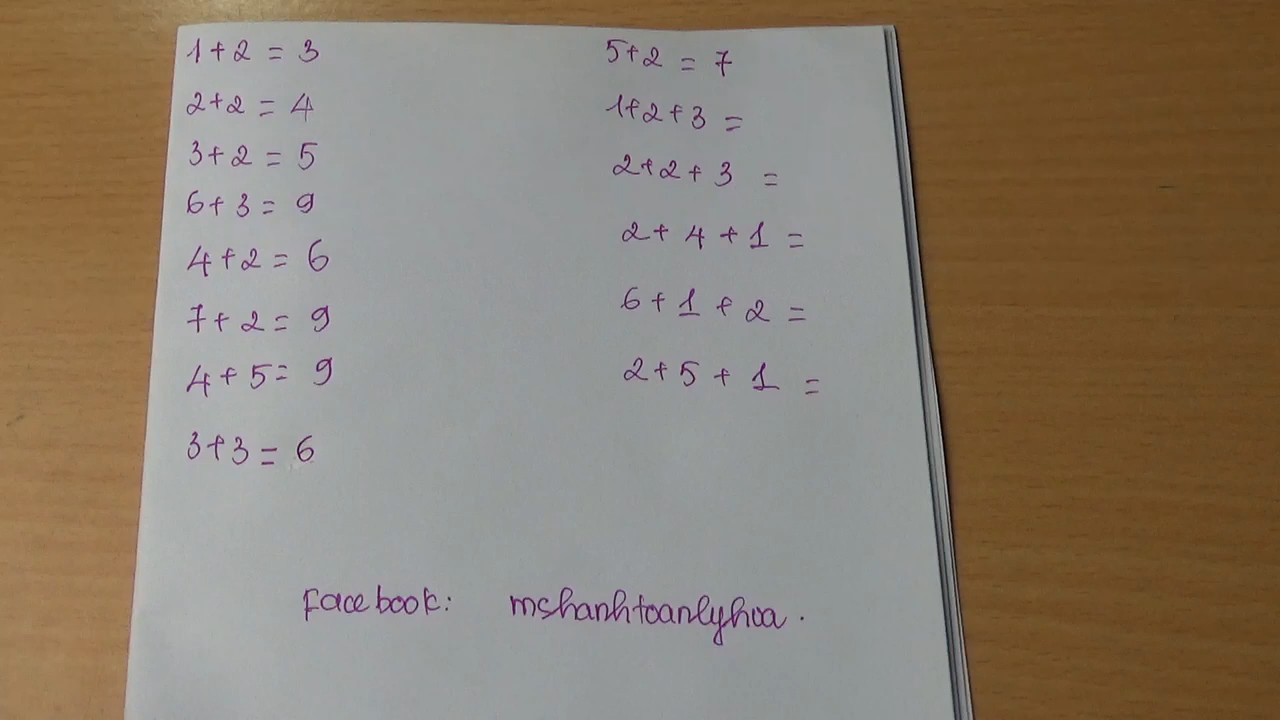 1+2 = 3
2+2 = 4
3+2 = 5
6+3 = 9
4+2 = 6
7+2 = 9
4+5 = 9
3+3 = 6
5+2 = 7
1+2+3 =
2+2+3 =
2+4+1 =
6+1+2 =
2+5+1 =
Facebook: mshanhtoanlyhoa.